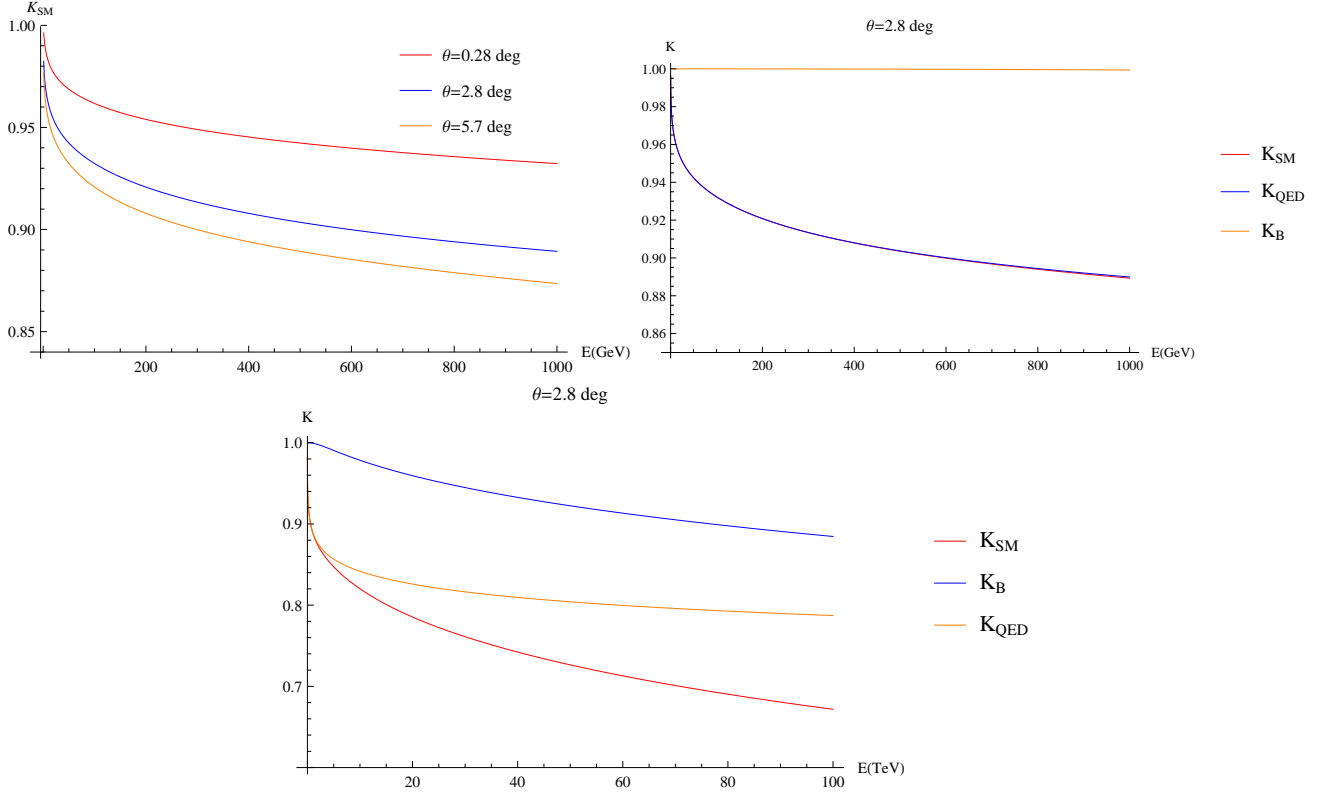 K_SM
1.00
0.95
0.90
0.85
200
400
600
800
1000
E(GeV)
θ=0.28 deg
θ=2.8 deg
θ=5.7 deg
θ=2.8 deg
K
1.00
0.98
0.96
0.94
0.92
0.90
0.88
0.86
200
400
600
800
1000
E(GeV)
K_SM
K_QED
K_B
θ=2.8 deg
K
1.0
0.9
0.8
0.7
20
40
60
80
100
E(TeV)
K_SM
K_B
K_QED